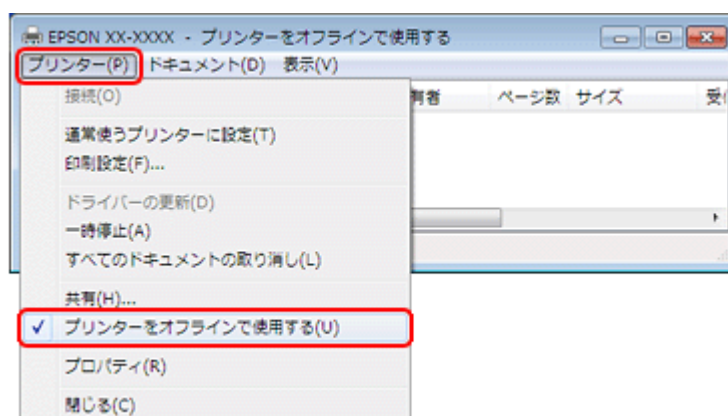 EPSON XX-XXXX - プリンターをオフラインで使用する
プリンター(P) ドキュメント(D) 表示(V)
接続(O)
有者 ページ数 サイズ 受
通常使うプリンターに設定(T)
印刷設定(F)...
ドライバーの更新(D)
一時停止(A)
すべてのドキュメントの取り消し(L)
共有(H)...
プリンターをオフラインで使用する(U)
プロパティ(R)
閉じる(C)